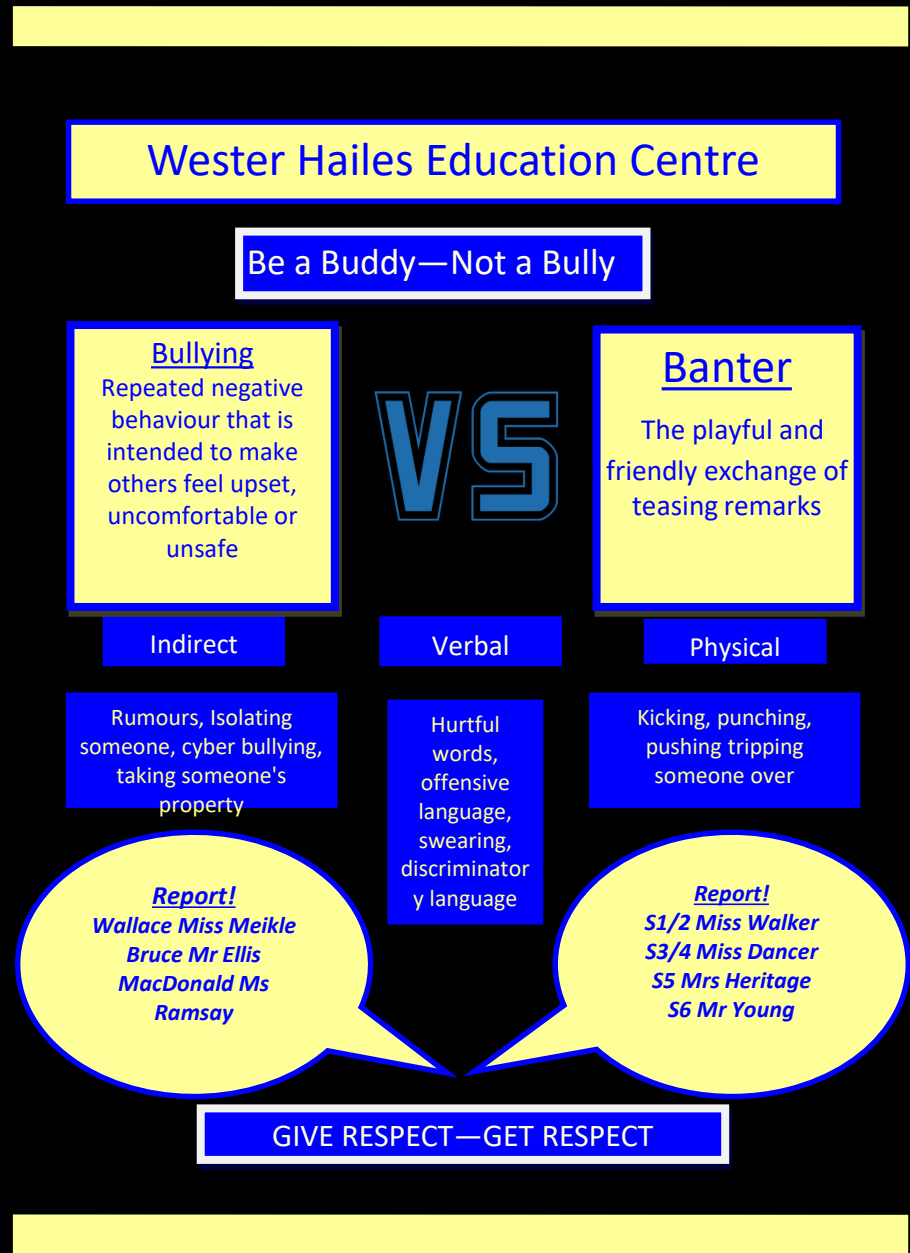 Wester Hailes Education Centre
Be a Buddy—Not a Bully
Bullying
Repeated negative
behaviour that is
intended to make
others feel upset,
uncomfortable or
unsafe
VS
Banter
The playful and
friendly exchange of
teasing remarks
Indirect
Rumours, Isolating
someone, cyber bullying,
taking someone's
property
Verbal
Hurtful
words,
offensive
language,
swearing,
discriminator
y language
Physical
Kicking, punching,
pushing tripping
someone over
Report!
Wallace Miss Meikle
Bruce Mr Ellis
MacDonald Ms
Ramsay
Report!
S1/2 Miss Walker
S3/4 Miss Dancer
S5 Mrs Heritage
S6 Mr Young
GIVE RESPECT—GET RESPECT